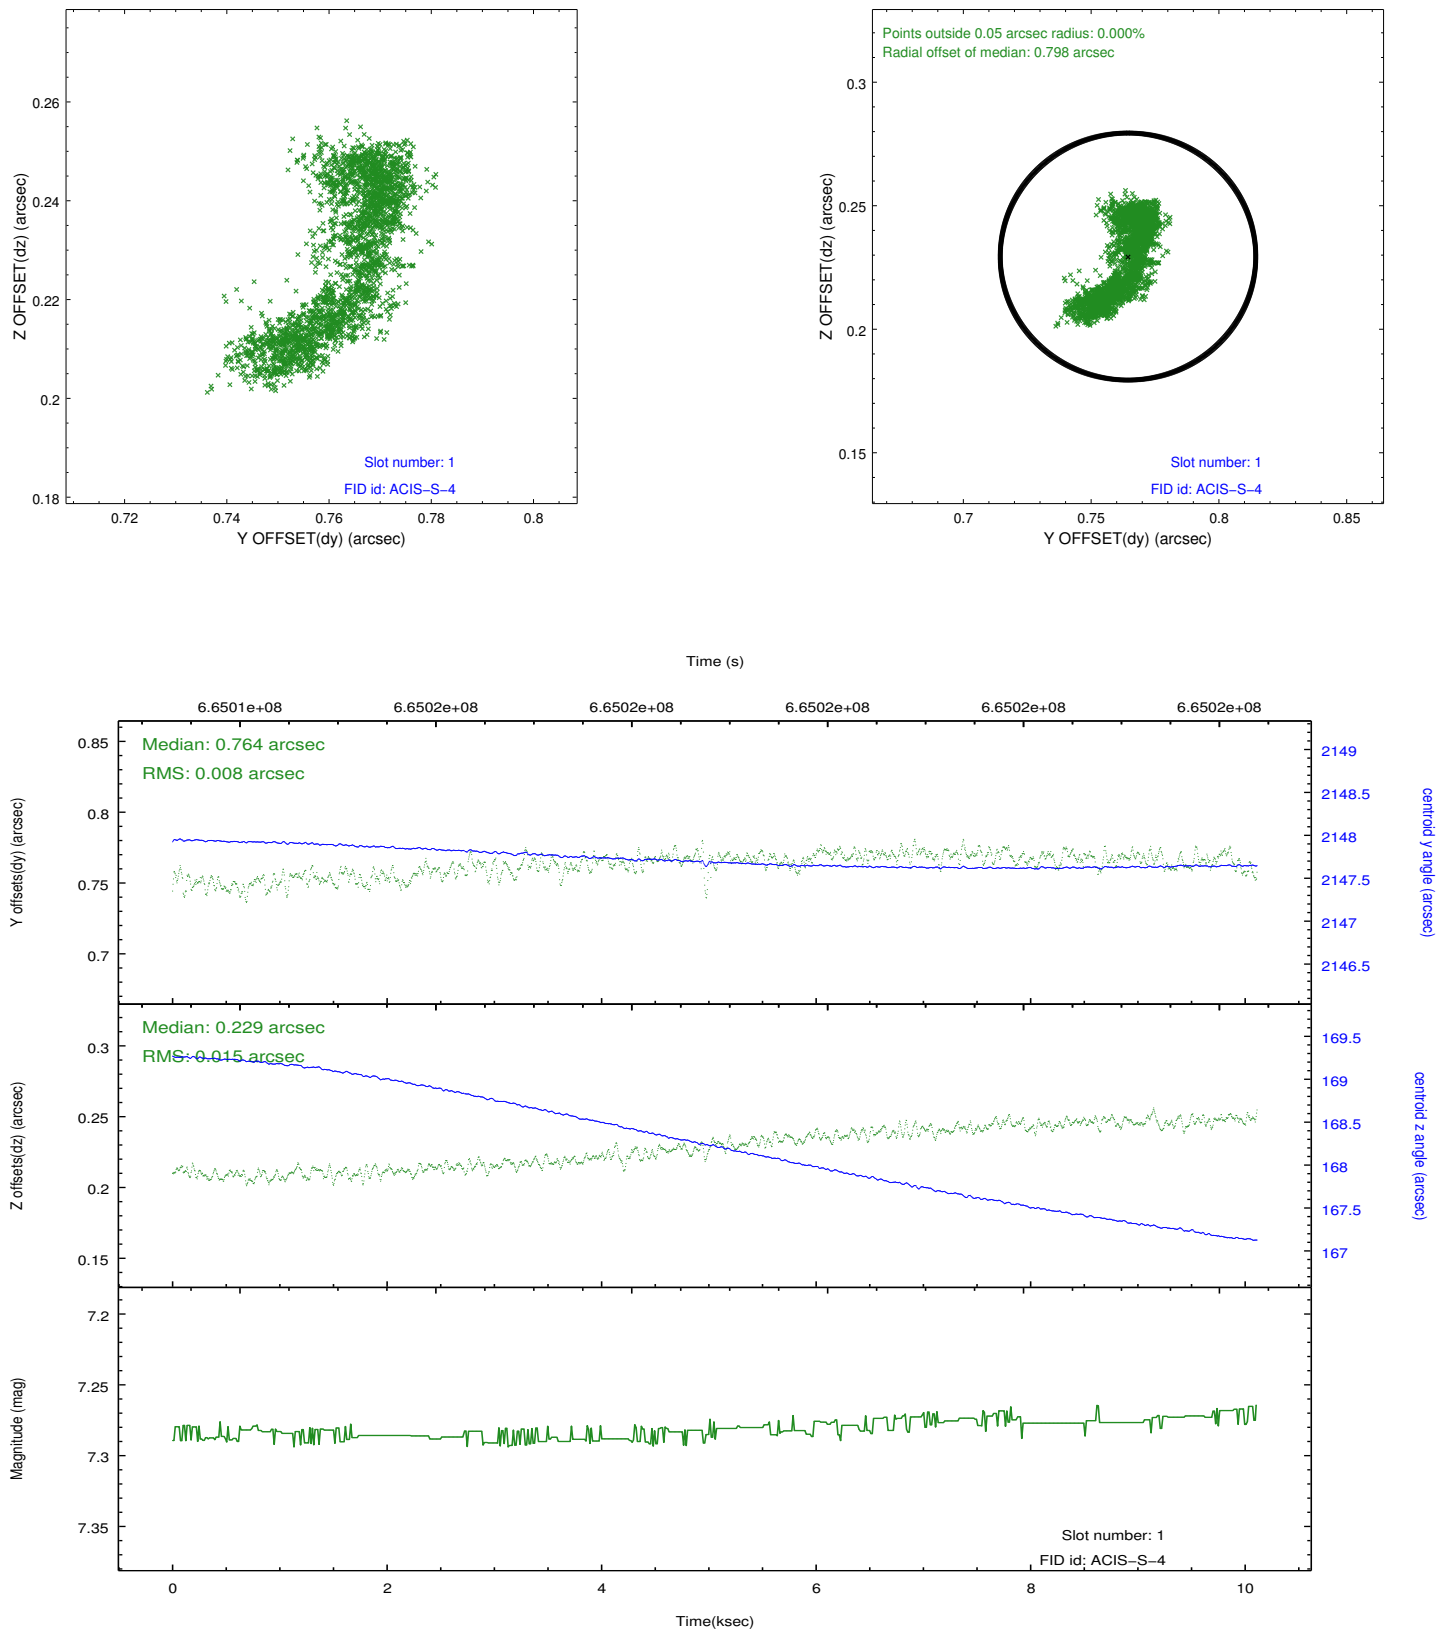 0.26
0.24
0.22
0.2
0.18
Z OFFSET(dz) (arcsec)
Slot number: 1
FID id: ACIS−S−4
0.72 0.74 0.76 0.78 0.8
Y OFFSET(dy) (arcsec)
Points outside 0.05 arcsec radius: 0.000%
Radial offset of median: 0.798 arcsec
0.3
0.25
0.2
0.15
Z OFFSET(dz) (arcsec)
Slot number: 1
FID id: ACIS−S−4
0.7 0.75 0.8 0.85
Y OFFSET(dy) (arcsec)
Time (s)
6.6501e+08 6.6502e+08 6.6502e+08 6.6502e+08 6.6502e+08 6.6502e+08
Median: 0.764 arcsec
RMS: 0.008 arcsec
0.85
0.8
0.75
0.7
Y offsets(dy) (arcsec)
2149
2148.5
2148
2147.5
2147
2146.5
centroid y angle (arcsec)
Median: 0.229 arcsec
RMS: 0.015 arcsec
0.3
0.25
0.2
0.15
Z offsets(dz) (arcsec)
169.5
169
168.5
168
167.5
167
centroid z angle (arcsec)
7.2
7.25
7.3
7.35
Magnitude (mag)
Slot number: 1
FID id: ACIS−S−4
0 2 4 6 8 10
Time(ksec)